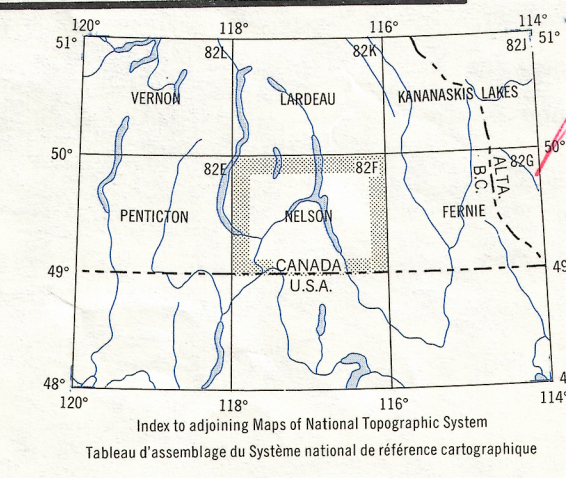 120° 118° 116° 114°
51° 82L 82K 82J 51°
VERNON LARDEAU KANANASKIS LAKES
50° 50°
82E 82F 82G
ALTA.
B.C.
PENTICTON NELSON FERNIE
49° CANADA 49
U.S.A.
48° 4
120° 118° 116° 114°
Index to adjoining Maps of National Topographic System
Tableau d'assemblage du Système national de référence cartographique